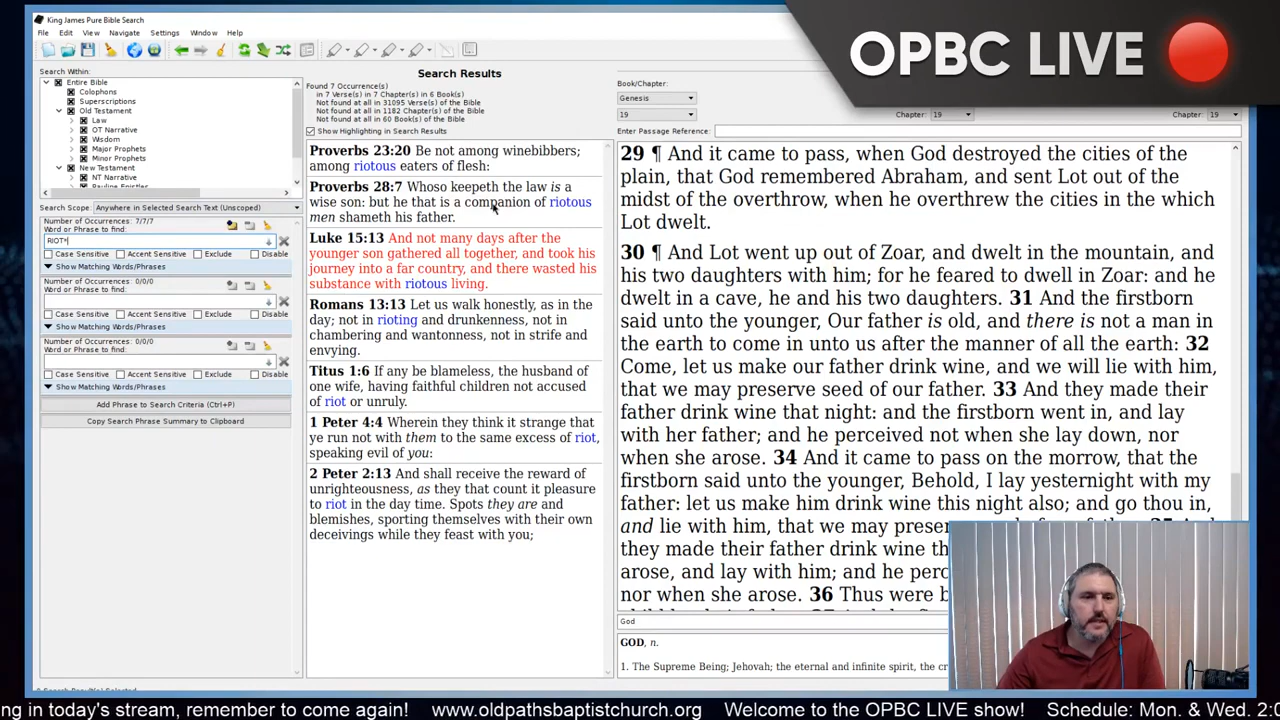 King James Pure Bible Search
File Edit View Navigate Settings Window Help
OPBC LIVE
Search Within:
Entire Bible
Colophons
Superscriptions
Old Testament
Law
OT Narrative
Wisdom
Major Prophets
Minor Prophets
New Testament
NT Narrative
Pauline Epistles
Search Scope: Anywhere in Selected Search Text (Unscoped)
Number of Occurrences: 7/7/7
Word or Phrase to find:
RIOT*
Case Sensitive Accent Sensitive Exclude Disable
Show Matching Words/Phrases
Number of Occurrences: 0/0/0
Word or Phrase to find:
Case Sensitive Accent Sensitive Exclude Disable
Show Matching Words/Phrases
Number of Occurrences: 0/0/0
Word or Phrase to find:
Case Sensitive Accent Sensitive Exclude Disable
Show Matching Words/Phrases
Add Phrase to Search Criteria (Ctrl+P)
Copy Search Phrase Summary to Clipboard
Search Results
Found 7 Occurrence(s)
in 7 Verse(s) in 7 Chapter(s) in 6 Book(s)
Not found at all in 31095 Verse(s) of the Bible
Not found at all in 1182 Chapter(s) of the Bible
Not found at all in 60 Book(s) of the Bible
Show Highlighting in Search Results
Proverbs 23:20 Be not among winebibbers;
among riotous eaters of flesh:
Proverbs 28:7 Whoso keepeth the law is a
wise son: but he that is a companion of riotous
men shameth his father.
Luke 15:13 And not many days after the
younger son gathered all together, and took his
journey into a far country, and there wasted his
substance with riotous living.
Romans 13:13 Let us walk honestly, as in the
day; not in rioting and drunkenness, not in
chambering and wantonness, not in strife and
envying.
Titus 1:6 If any be blameless, the husband of
one wife, having faithful children not accused
of riot or unruly.
1 Peter 4:4 Wherein they think it strange that
ye run not with them to the same excess of riot,
speaking evil of you:
2 Peter 2:13 And shall receive the reward of
unrighteousness, as they that count it pleasure
to riot in the day time. Spots they are and
blemishes, sporting themselves with their own
deceivings while they feast with you;
Book/Chapter:
Genesis
19 Chapter: 19 Chapter: 19
Enter Passage Reference:
29 ¶ And it came to pass, when God destroyed the cities of the
plain, that God remembered Abraham, and sent Lot out of the
midst of the overthrow, when he overthrew the cities in the which
Lot dwelt.
30 ¶ And Lot went up out of Zoar, and dwelt in the mountain, and
his two daughters with him; for he feared to dwell in Zoar: and he
dwelt in a cave, he and his two daughters. 31 And the firstborn
said unto the younger, Our father is old, and there is not a man in
the earth to come in unto us after the manner of all the earth: 32
Come, let us make our father drink wine, and we will lie with him,
that we may preserve seed of our father. 33 And they made their
father drink wine that night: and the firstborn went in, and lay
with her father; and he perceived not when she lay down, nor
when she arose. 34 And it came to pass on the morrow, that the
firstborn said unto the younger, Behold, I lay yesternight with my
father: let us make him drink wine this night also; and go thou in,
and lie with him, that we may
they made their father drink wine
arose, and lay with him; and he
nor when she arose. 36 Thus were
God
GOD, n.
1. The Supreme Being; Jehovah; the eternal and infinite spirit, the
ing in today's stream, remember to come again! www.oldpathsbaptistchurch.org Welcome to the OPBC LIVE show! Schedule: Mon. & Wed. 2:0